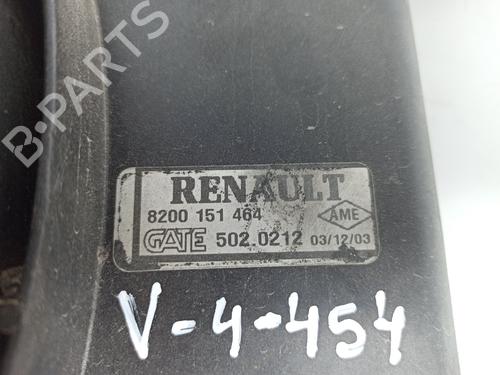 B-PARTS
RENAULT
8200 151 464
AME
GATE 502.0212 03/12/03
V-4-454